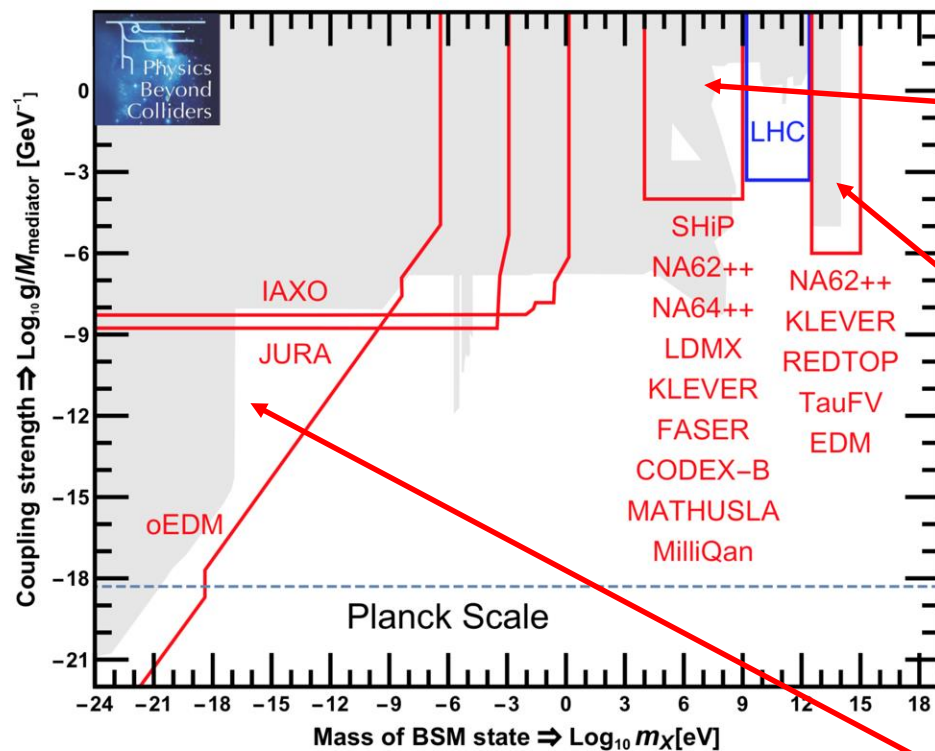 Physics
Beyond
Colliders
Coupling strength ⇒ Log₁₀ g/M_mediator [GeV⁻¹]
0
−3
−6
−9
−12
−15
−18
−21
LHC
SHiP
NA62++
NA64++
LDMX
KLEVER
FASER
CODEX−B
MATHUSLA
MilliQan
NA62++
KLEVER
REDTOP
TauFV
EDM
IAXO
JURA
oEDM
Planck Scale
−24 −21 −18 −15 −12 −9 −6 −3 0 3 6 9 12 15 18
Mass of BSM state ⇒ Log₁₀ m_X[eV]